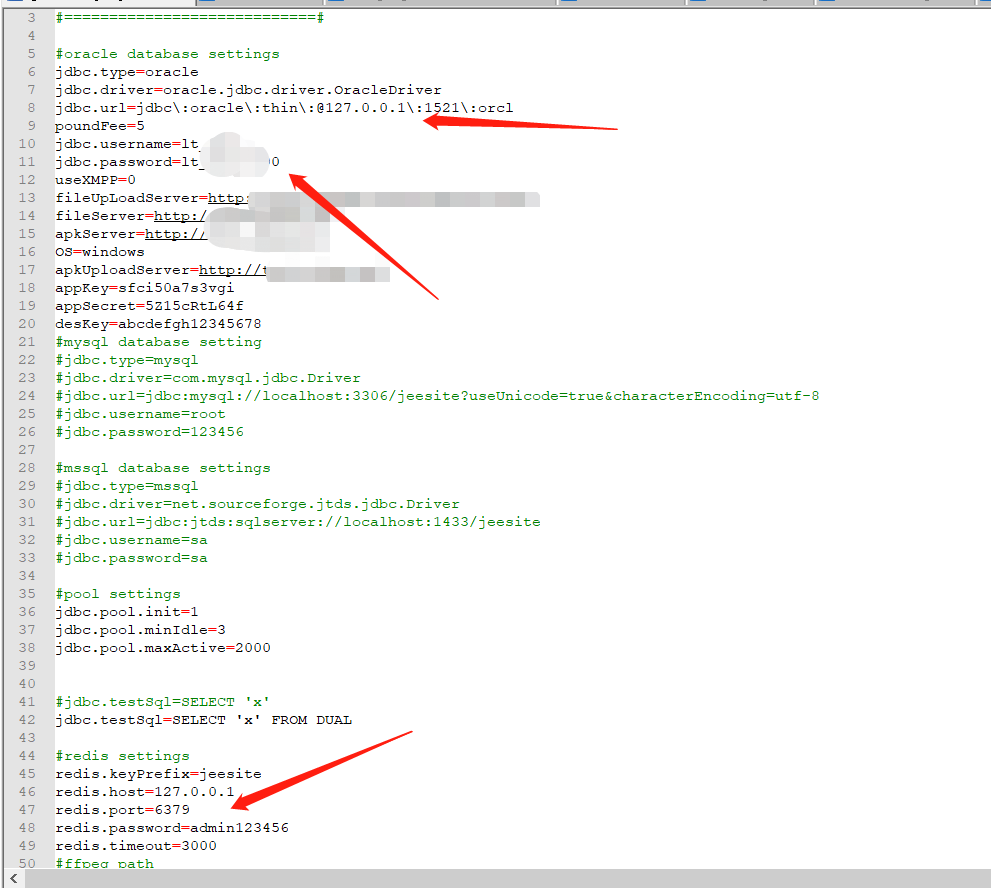 3 #============================#
4
5 #oracle database settings
6 jdbc.type=oracle
7 jdbc.driver=oracle.jdbc.driver.OracleDriver
8 jdbc.url=jdbc\:oracle\:thin\:@127.0.0.1\:1521\:orcl
9 poundFee=5
10 jdbc.username=lt_
11 jdbc.password=lt_ 0
12 useXMPP=0
13 fileUpLoadServer=http:
14 fileServer=http:/
15 apkServer=http://
16 OS=windows
17 apkUploadServer=http://
18 appKey=sfci50a7s3vgi
19 appSecret=5Z15cRtL64f
20 desKey=abcdefgh12345678
21 #mysql database setting
22 #jdbc.type=mysql
23 #jdbc.driver=com.mysql.jdbc.Driver
24 #jdbc.url=jdbc:mysql://localhost:3306/jeesite?useUnicode=true&characterEncoding=utf-8
25 #jdbc.username=root
26 #jdbc.password=123456
27
28 #mssql database settings
29 #jdbc.type=mssql
30 #jdbc.driver=net.sourceforge.jtds.jdbc.Driver
31 #jdbc.url=jdbc:jtds:sqlserver://localhost:1433/jeesite
32 #jdbc.username=sa
33 #jdbc.password=sa
34
35 #pool settings
36 jdbc.pool.init=1
37 jdbc.pool.minIdle=3
38 jdbc.pool.maxActive=2000
39
40
41 #jdbc.testSql=SELECT 'x'
42 jdbc.testSql=SELECT 'x' FROM DUAL
43
44 #redis settings
45 redis.keyPrefix=jeesite
46 redis.host=127.0.0.1
47 redis.port=6379
48 redis.password=admin123456
49 redis.timeout=3000
50 #ffmpeg path